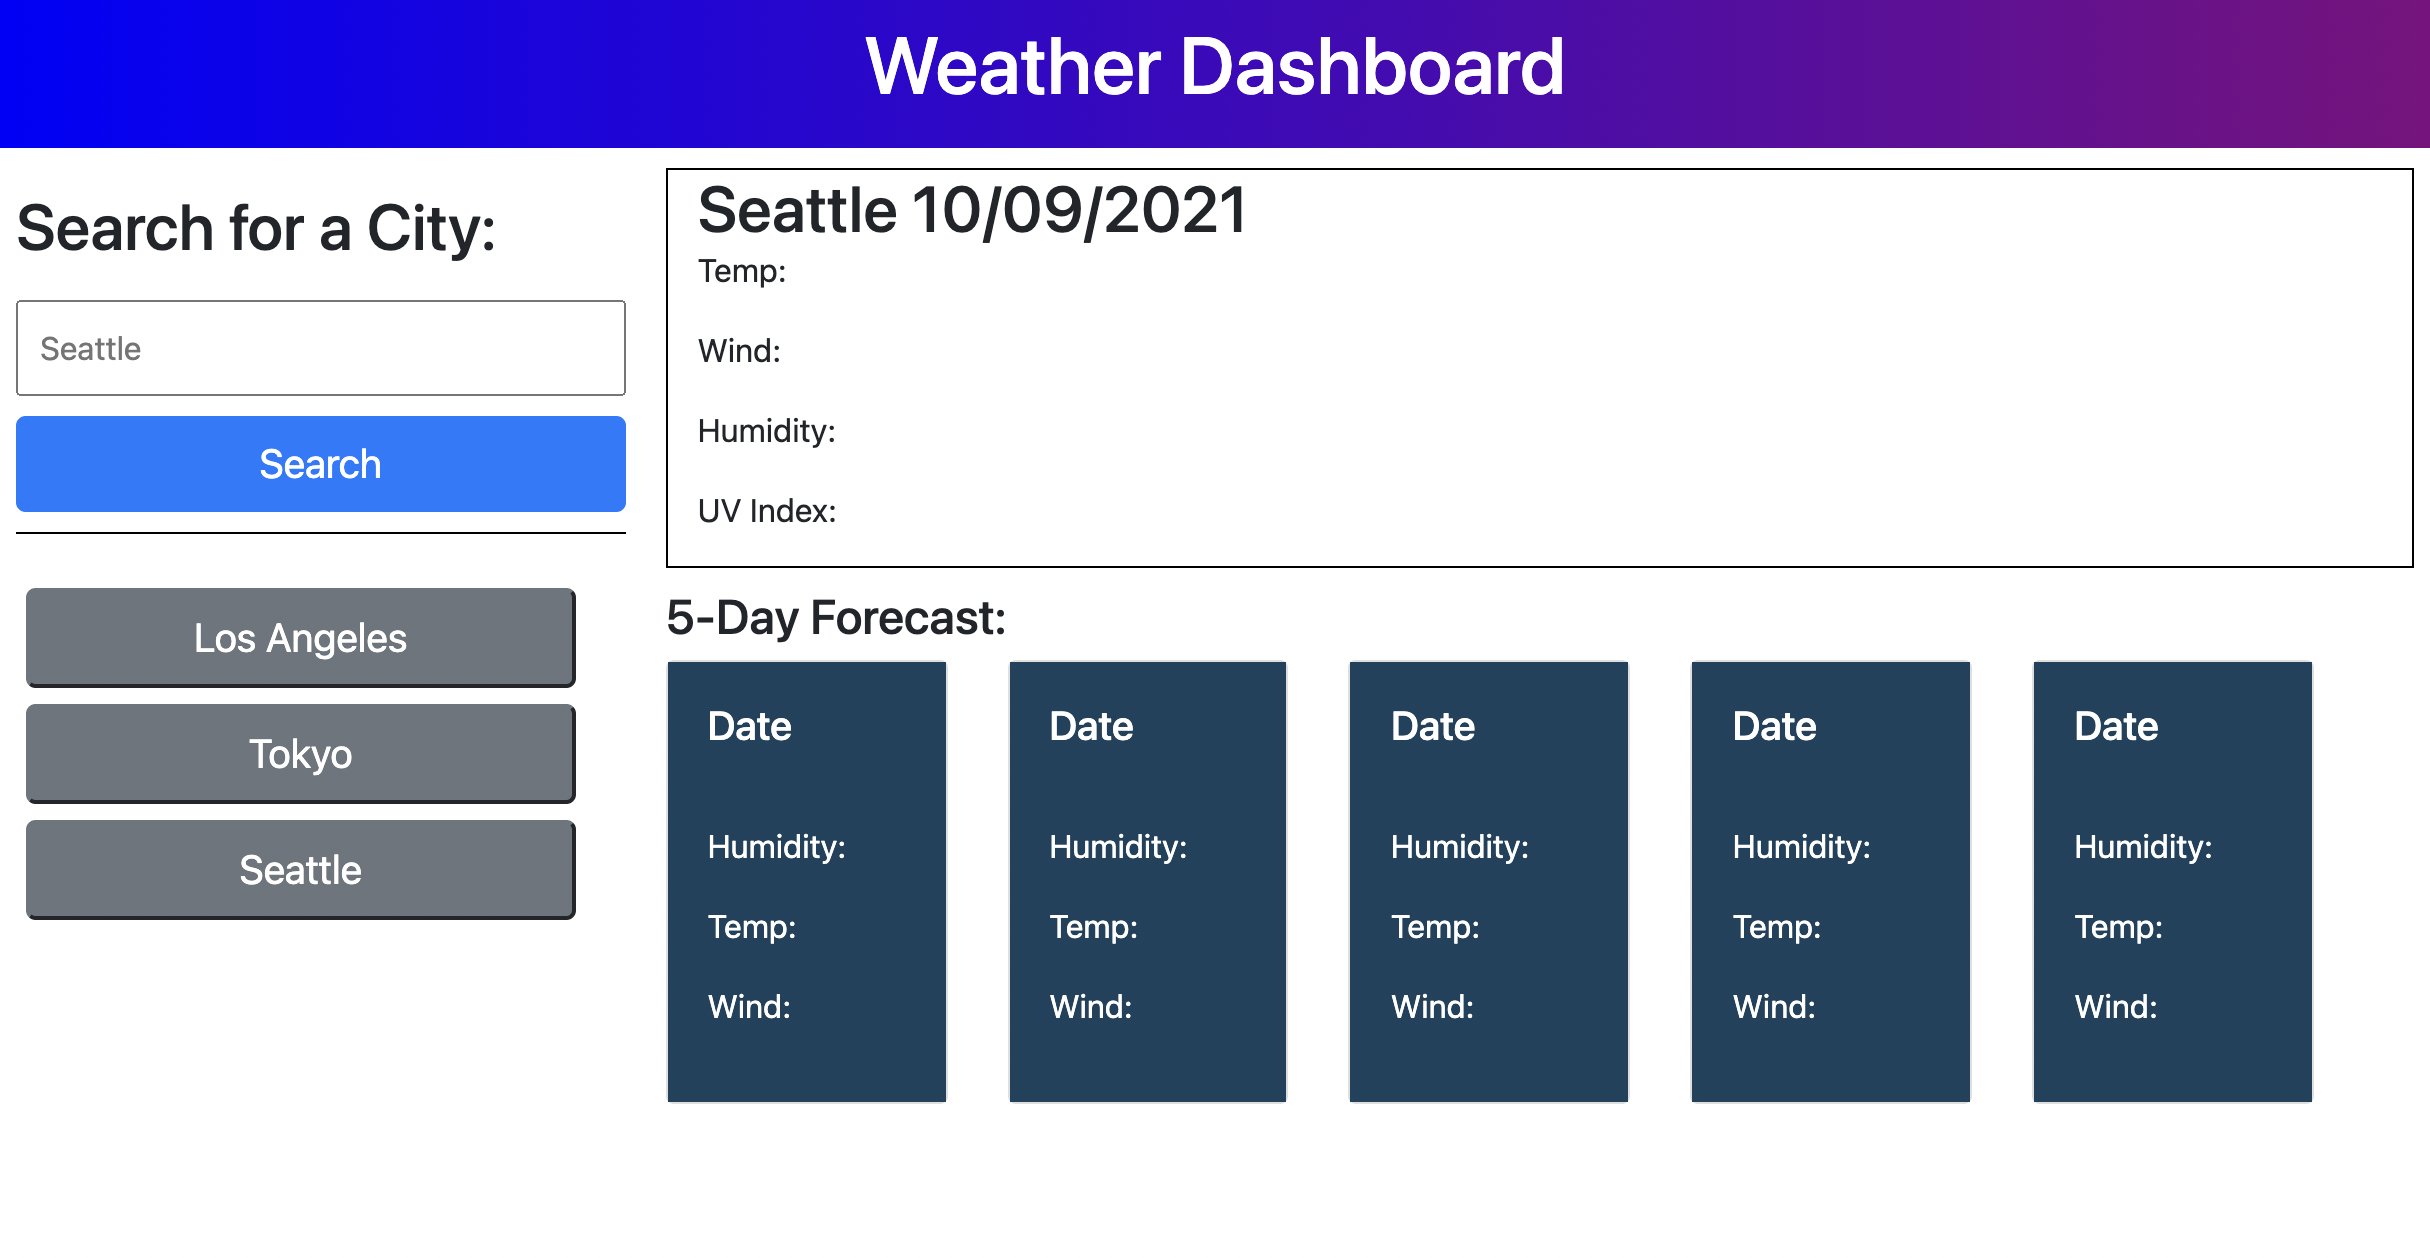 Weather Dashboard
Search for a City:
Seattle
Search
Los Angeles
Tokyo
Seattle
Seattle 10/09/2021
Temp:
Wind:
Humidity:
UV Index:
5-Day Forecast:
Date
Humidity:
Temp:
Wind:
Date
Humidity:
Temp:
Wind:
Date
Humidity:
Temp:
Wind:
Date
Humidity:
Temp:
Wind:
Date
Humidity:
Temp:
Wind: